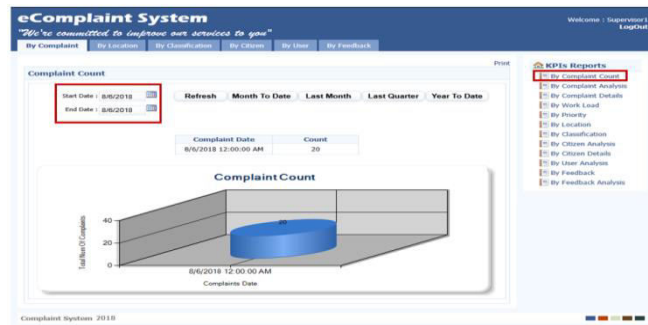 eComplaint System
"We're committed to improve our services to you"
Welcome : Supervisor1
LogOut
By Complaint By Location By Classification By Citizen By User By Feedback
Print
Complaint Count
Start Date : 8/6/2018
End Date : 8/6/2018
Refresh Month To Date Last Month Last Quarter Year To Date
Complaint Date Count
8/6/2018 12:00:00 AM 20
Complaint Count
Total Num Of Complaints
40
20
0
20
8/6/2018 12:00:00 AM
Complaints Date
KPIs Reports
By Complaint Count
By Complaint Analysis
By Complaint Details
By Work Load
By Priority
By Location
By Classification
By Citizen Analysis
By Citizen Details
By User Analysis
By Feedback
By Feedback Analysis
Complaint System 2018